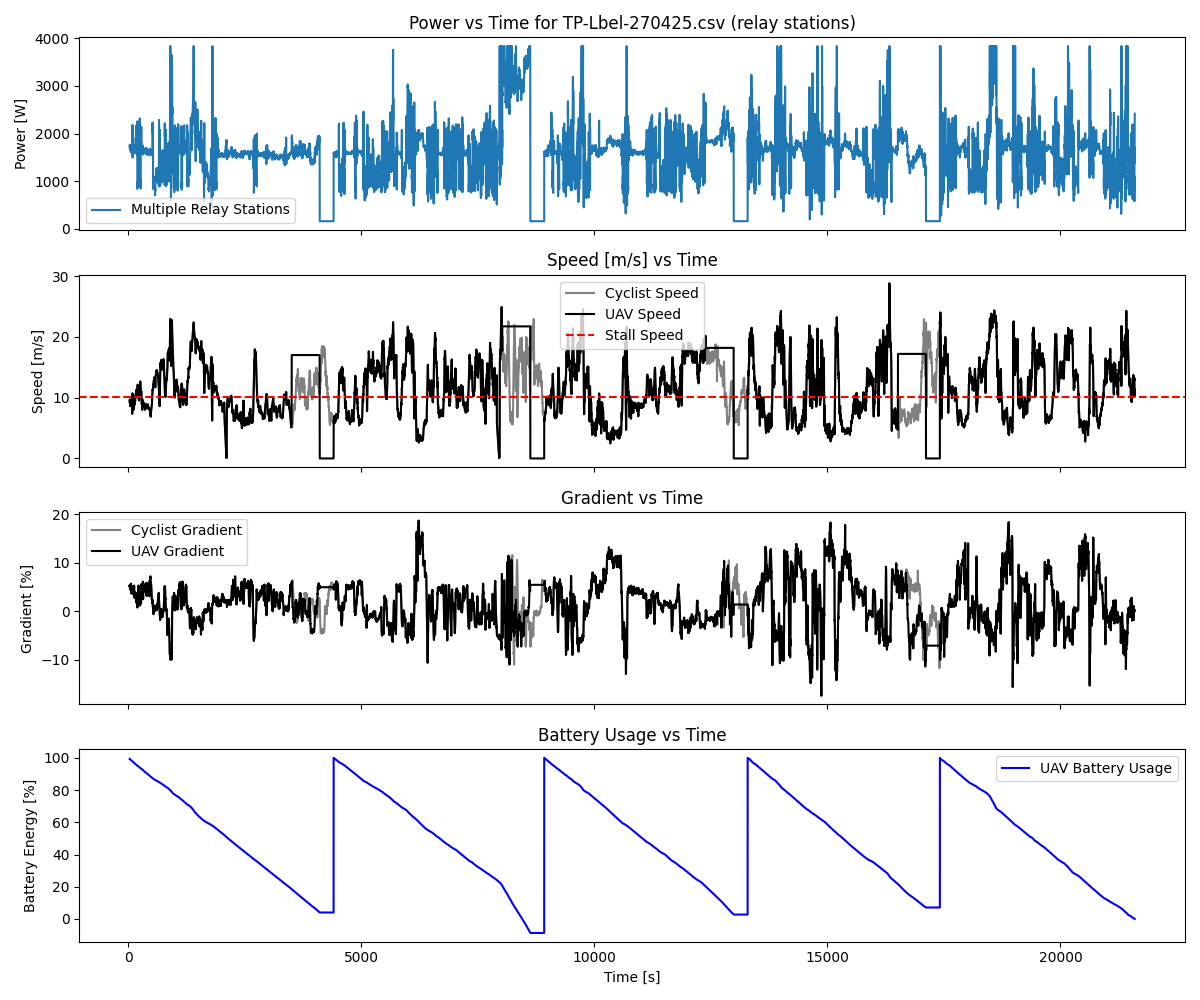 Power vs Time for TP-Lbel-270425.csv (relay stations)
4000
3000
2000
1000
0
Power [W]
Multiple Relay Stations
Speed [m/s] vs Time
30
20
10
0
Speed [m/s]
Cyclist Speed
UAV Speed
Stall Speed
Gradient vs Time
20
10
0
−10
Gradient [%]
Cyclist Gradient
UAV Gradient
Battery Usage vs Time
100
80
60
40
20
0
Battery Energy [%]
UAV Battery Usage
0 5000 10000 15000 20000
Time [s]